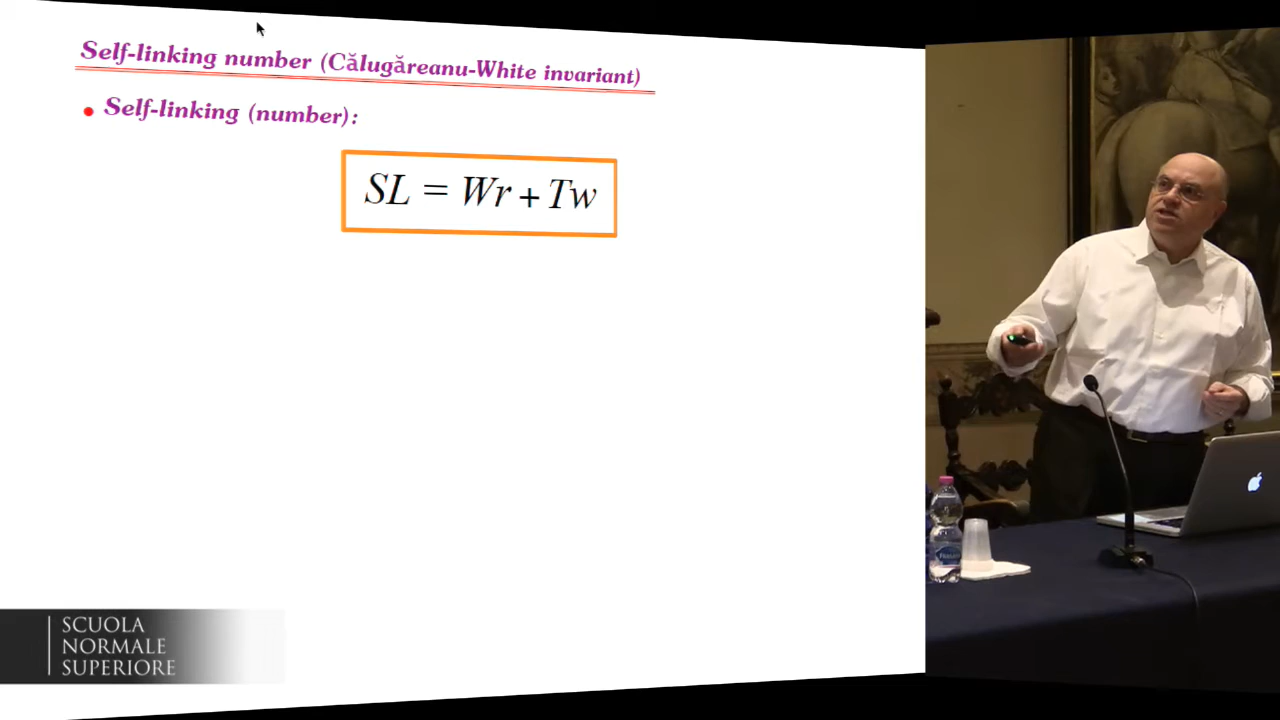 Self-linking number (Călugăreanu-White invariant)
• Self-linking (number):
SL = Wr + Tw
SCUOLA
NORMALE
SUPERIORE